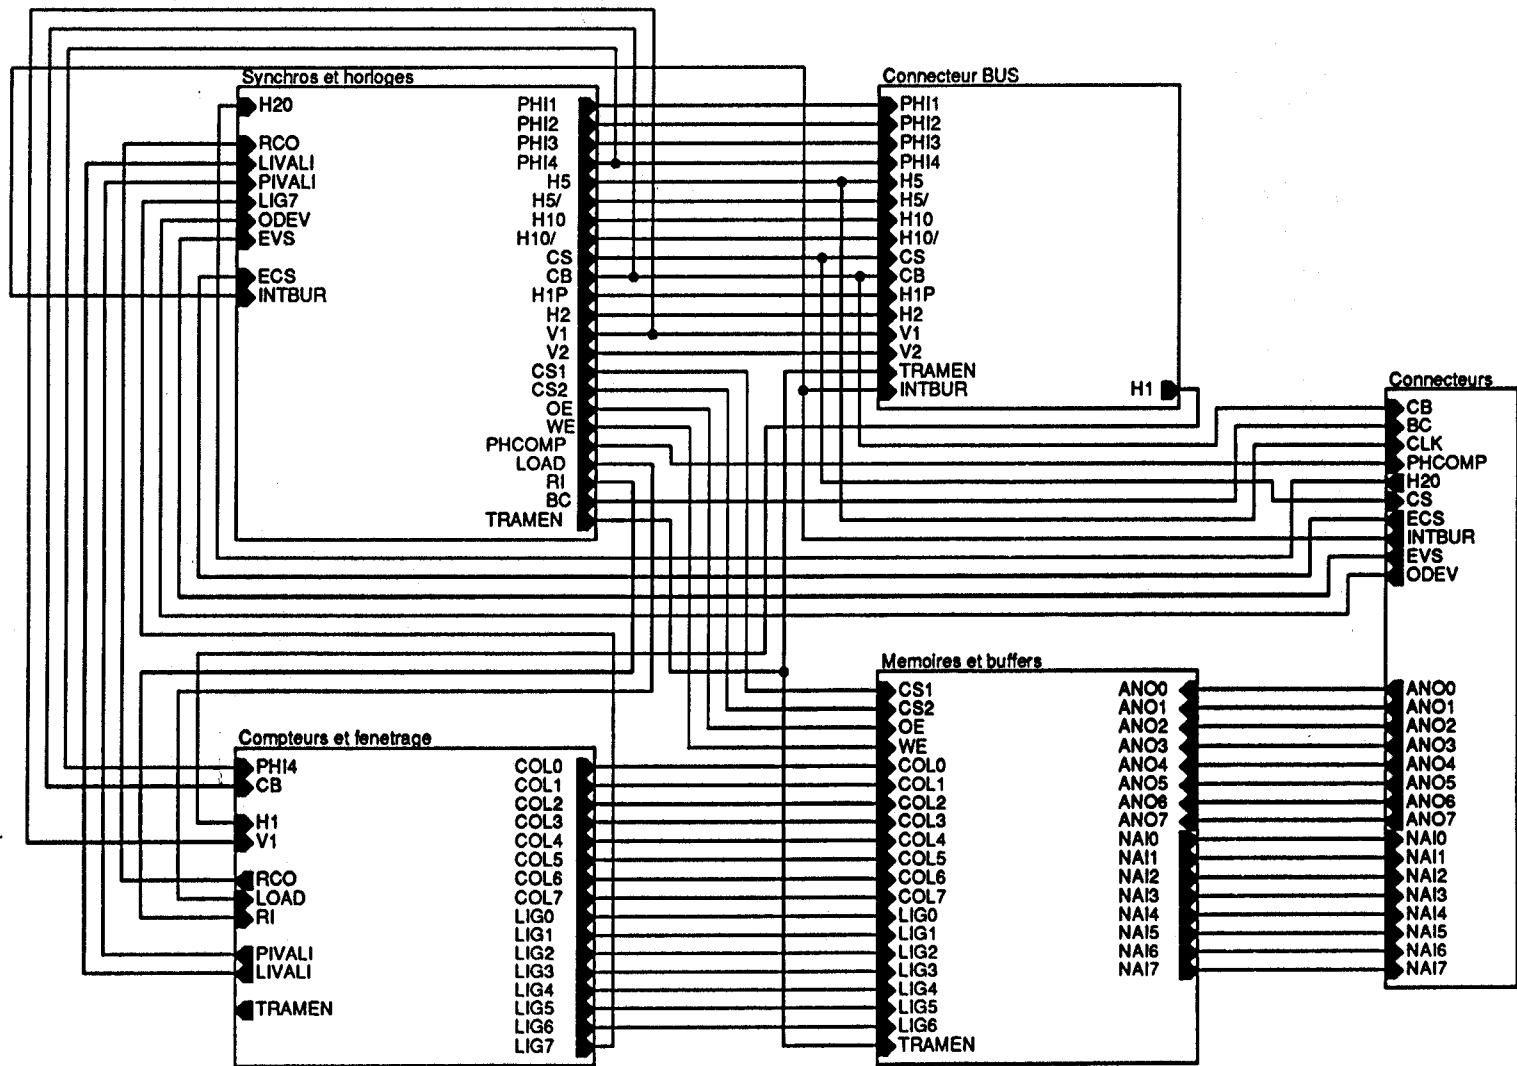 Synchros et horloges
H20
RCO
LIVALI
PIVALI
LIG7
ODEV
EVS
ECS
INTBUR
PHI1
PHI2
PHI3
PHI4
H5
H5/
H10
H10/
CS
CB
H1P
H2
V1
V2
CS1
CS2
OE
WE
PHCOMP
LOAD
RI
BC
TRAMEN
Connecteur BUS
PHI1
PHI2
PHI3
PHI4
H5
H5/
H10
H10/
CS
CB
H1P
H2
V1
V2
TRAMEN
INTBUR
H1
Connecteurs
CB
BC
CLK
PHCOMP
H20
CS
ECS
INTBUR
EVS
ODEV
ANO0
ANO1
ANO2
ANO3
ANO4
ANO5
ANO6
ANO7
NAI0
NAI1
NAI2
NAI3
NAI4
NAI5
NAI6
NAI7
Compteurs et fenetrage
PHI4
CB
H1
V1
RCO
LOAD
RI
PIVALI
LIVALI
TRAMEN
COL0
COL1
COL2
COL3
COL4
COL5
COL6
COL7
LIG0
LIG1
LIG2
LIG3
LIG4
LIG5
LIG6
LIG7
Memoires et buffers
CS1
CS2
OE
WE
COL0
COL1
COL2
COL3
COL4
COL5
COL6
COL7
LIG0
LIG1
LIG2
LIG3
LIG4
LIG5
LIG6
TRAMEN
ANO0
ANO1
ANO2
ANO3
ANO4
ANO5
ANO6
ANO7
NAI0
NAI1
NAI2
NAI3
NAI4
NAI5
NAI6
NAI7